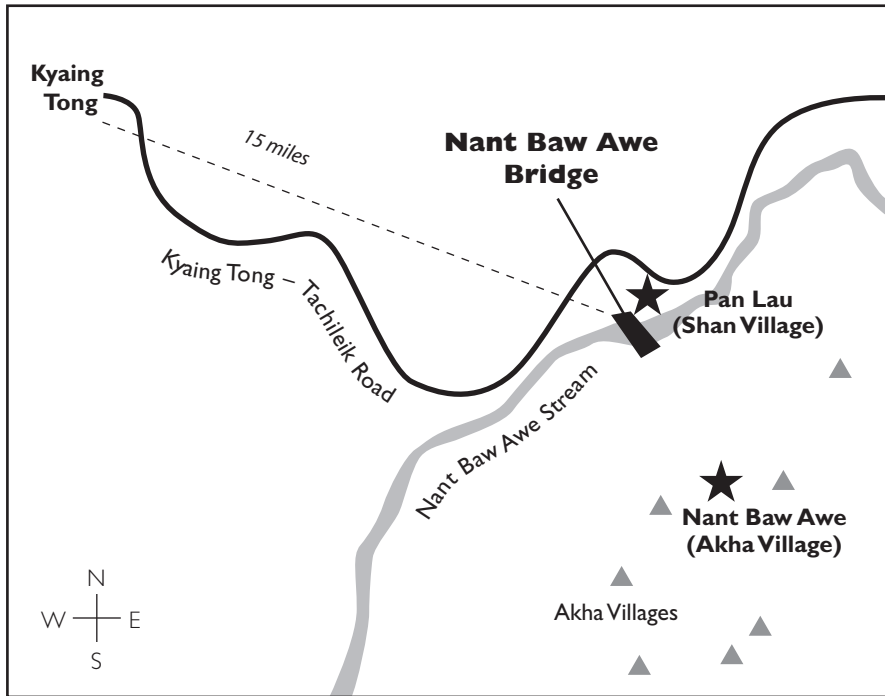 Kyaing
Tong
15 miles
Nant Baw Awe
Bridge
Kyaing Tong – Tachileik Road
Pan Lau
(Shan Village)
Nant Baw Awe Stream
Nant Baw Awe
(Akha Village)
Akha Villages
N
W E
S